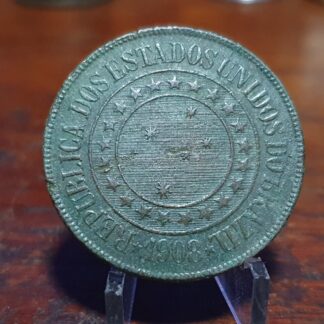 REPUBLICA DOS ESTADOS UNIDOS DO BRAZIL
1908